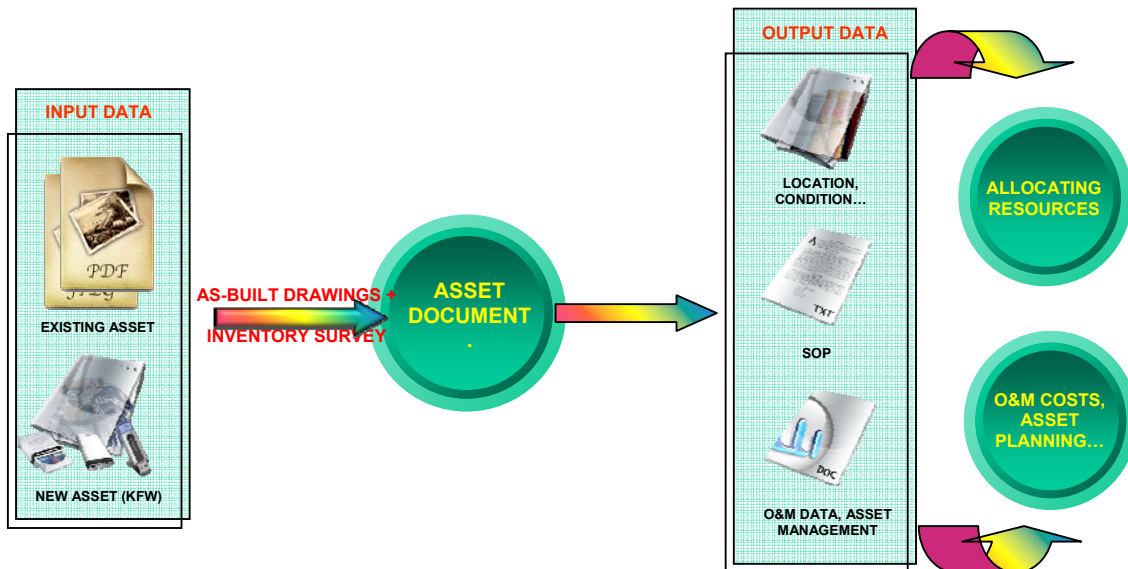 INPUT DATA
PDF
EXISTING ASSET
NEW ASSET (KFW)
AS-BUILT DRAWINGS +
INVENTORY SURVEY
ASSET
DOCUMENT
.
OUTPUT DATA
LOCATION,
CONDITION…
TXT
SOP
DOC
O&M DATA, ASSET
MANAGEMENT
ALLOCATING
RESOURCES
O&M COSTS,
ASSET
PLANNING…